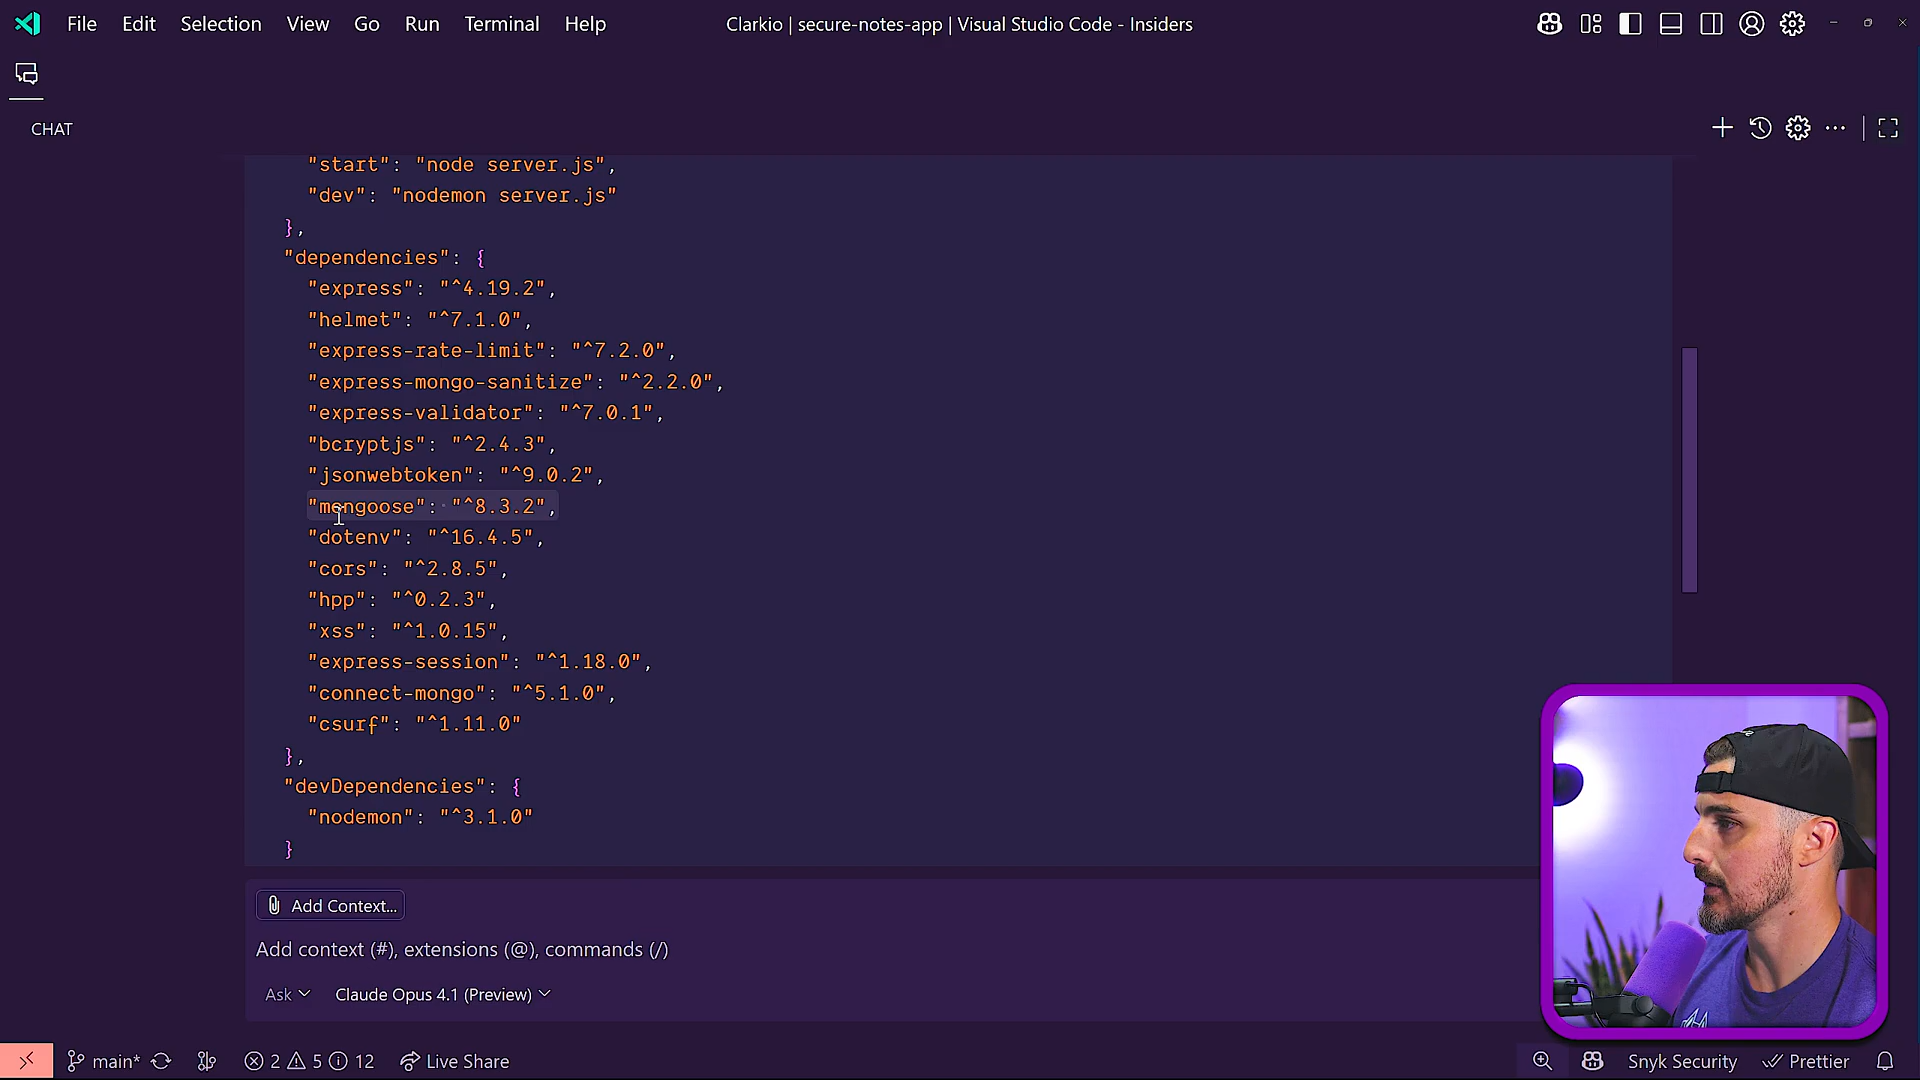 File Edit Selection View Go Run Terminal Help
Clarkio | secure-notes-app | Visual Studio Code - Insiders
CHAT
"start": "node server.js",
"dev": "nodemon server.js"
},
"dependencies": {
"express": "^4.19.2",
"helmet": "^7.1.0",
"express-rate-limit": "^7.2.0",
"express-mongo-sanitize": "^2.2.0",
"express-validator": "^7.0.1",
"bcryptjs": "^2.4.3",
"jsonwebtoken": "^9.0.2",
"mongoose": "^8.3.2",
"dotenv": "^16.4.5",
"cors": "^2.8.5",
"hpp": "^0.2.3",
"xss": "^1.0.15",
"express-session": "^1.18.0",
"connect-mongo": "^5.1.0",
"csurf": "^1.11.0"
},
"devDependencies": {
"nodemon": "^3.1.0"
}
Add Context...
Add context (#), extensions (@), commands (/)
Ask Claude Opus 4.1 (Preview)
main* 2 5 12 Live Share Snyk Security Prettier